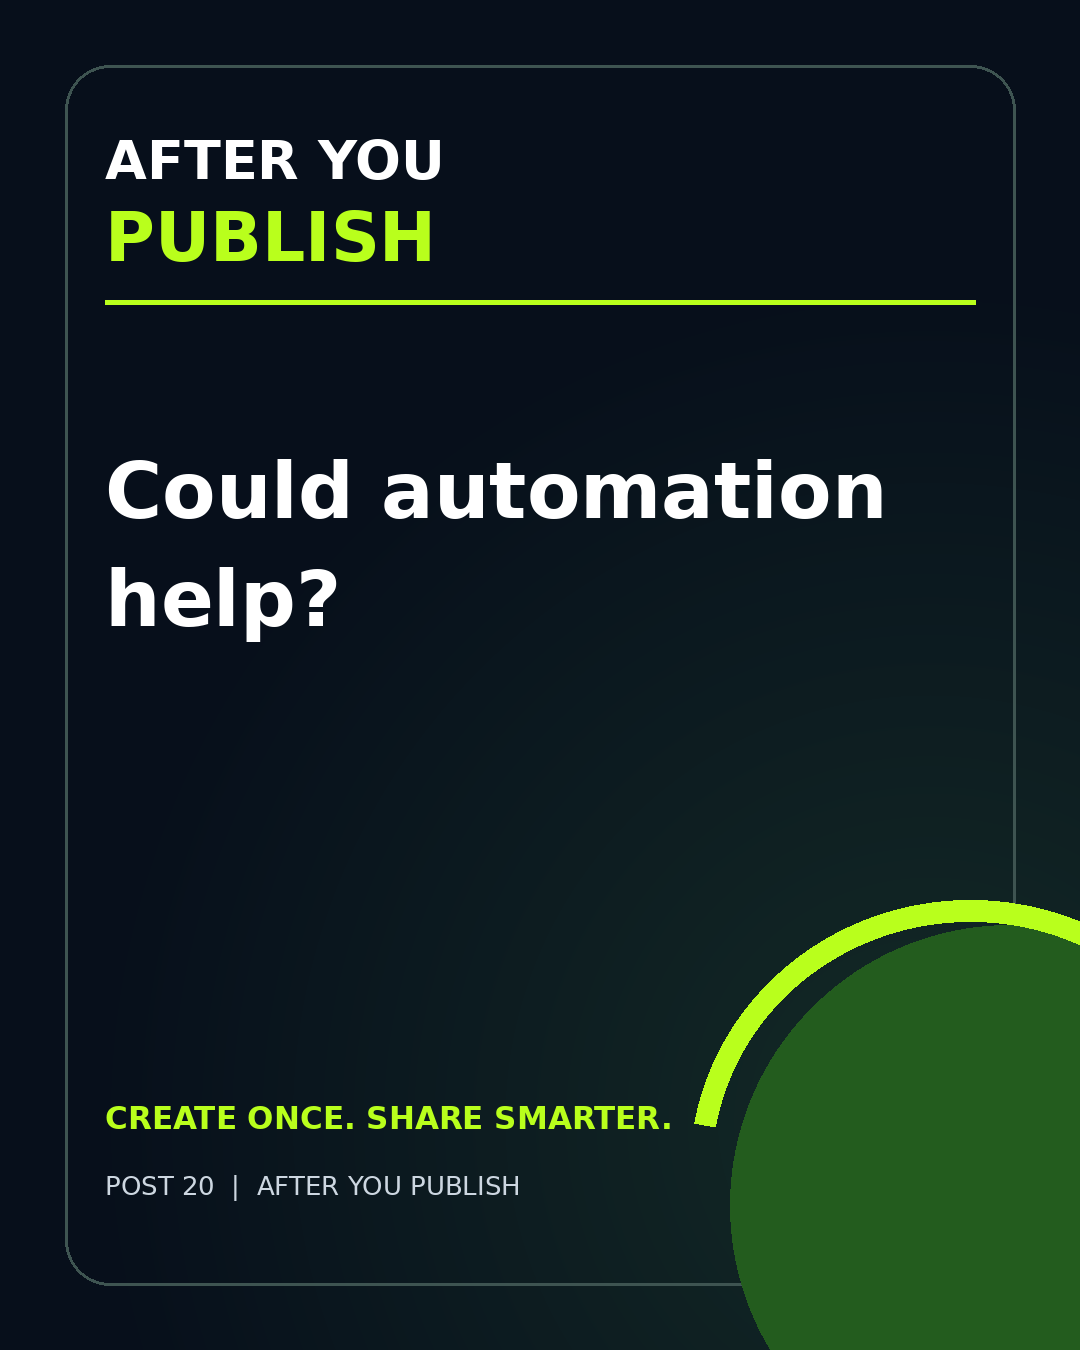 AFTER YOU
PUBLISH
Could automation
help?
CREATE ONCE. SHARE SMARTER.
POST 20 | AFTER YOU PUBLISH